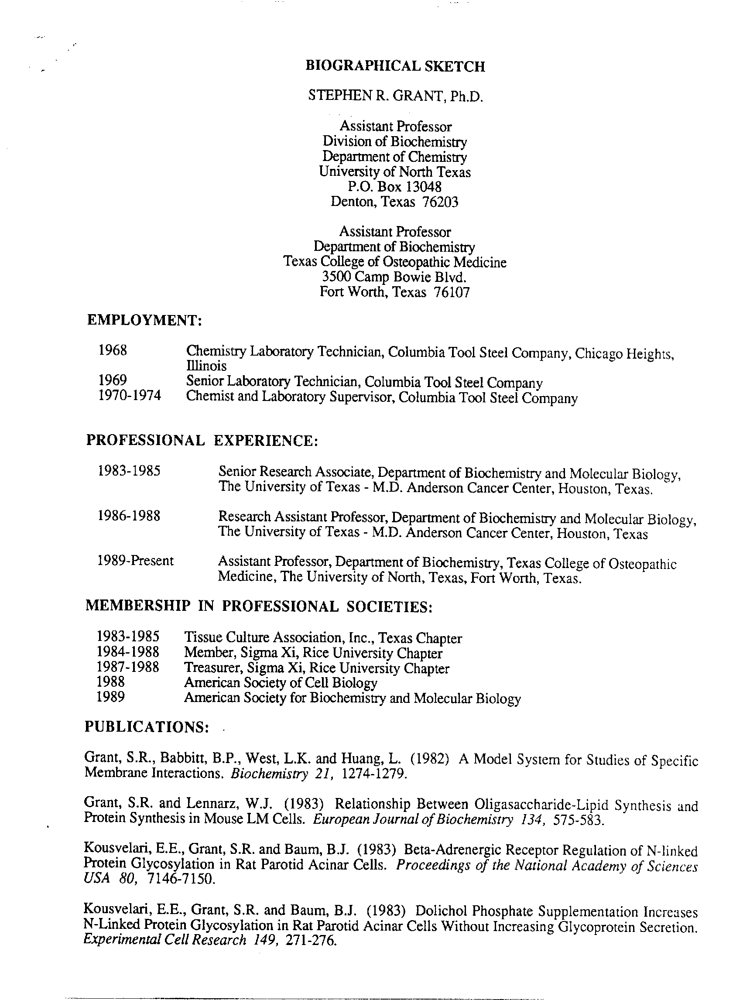 BIOGRAPHICAL SKETCH
STEPHEN R. GRANT, Ph.D.
Assistant Professor
Division of Biochemistry
Department of Chemistry
University of North Texas
P.O. Box 13048
Denton, Texas 76203
Assistant Professor
Department of Biochemistry
Texas College of Osteopathic Medicine
3500 Camp Bowie Blvd.
Fort Worth, Texas 76107
EMPLOYMENT:
1968 Chemistry Laboratory Technician, Columbia Tool Steel Company, Chicago Heights,
Illinois
1969 Senior Laboratory Technician, Columbia Tool Steel Company
1970-1974 Chemist and Laboratory Supervisor, Columbia Tool Steel Company
PROFESSIONAL EXPERIENCE:
1983-1985 Senior Research Associate, Department of Biochemistry and Molecular Biology,
The University of Texas - M.D. Anderson Cancer Center, Houston, Texas.
1986-1988 Research Assistant Professor, Department of Biochemistry and Molecular Biology,
The University of Texas - M.D. Anderson Cancer Center, Houston, Texas
1989-Present Assistant Professor, Department of Biochemistry, Texas College of Osteopathic
Medicine, The University of North, Texas, Fort Worth, Texas.
MEMBERSHIP IN PROFESSIONAL SOCIETIES:
1983-1985 Tissue Culture Association, Inc., Texas Chapter
1984-1988 Member, Sigma Xi, Rice University Chapter
1987-1988 Treasurer, Sigma Xi, Rice University Chapter
1988 American Society of Cell Biology
1989 American Society for Biochemistry and Molecular Biology
PUBLICATIONS:
Grant, S.R., Babbitt, B.P., West, L.K. and Huang, L. (1982) A Model System for Studies of Specific
Membrane Interactions. Biochemistry 21, 1274-1279.
Grant, S.R. and Lennarz, W.J. (1983) Relationship Between Oligasaccharide-Lipid Synthesis and
Protein Synthesis in Mouse LM Cells. European Journal of Biochemistry 134, 575-583.
Kousvelari, E.E., Grant, S.R. and Baum, B.J. (1983) Beta-Adrenergic Receptor Regulation of N-linked
Protein Glycosylation in Rat Parotid Acinar Cells. Proceedings of the National Academy of Sciences
USA 80, 7146-7150.
Kousvelari, E.E., Grant, S.R. and Baum, B.J. (1983) Dolichol Phosphate Supplementation Increases
N-Linked Protein Glycosylation in Rat Parotid Acinar Cells Without Increasing Glycoprotein Secretion.
Experimental Cell Research 149, 271-276.